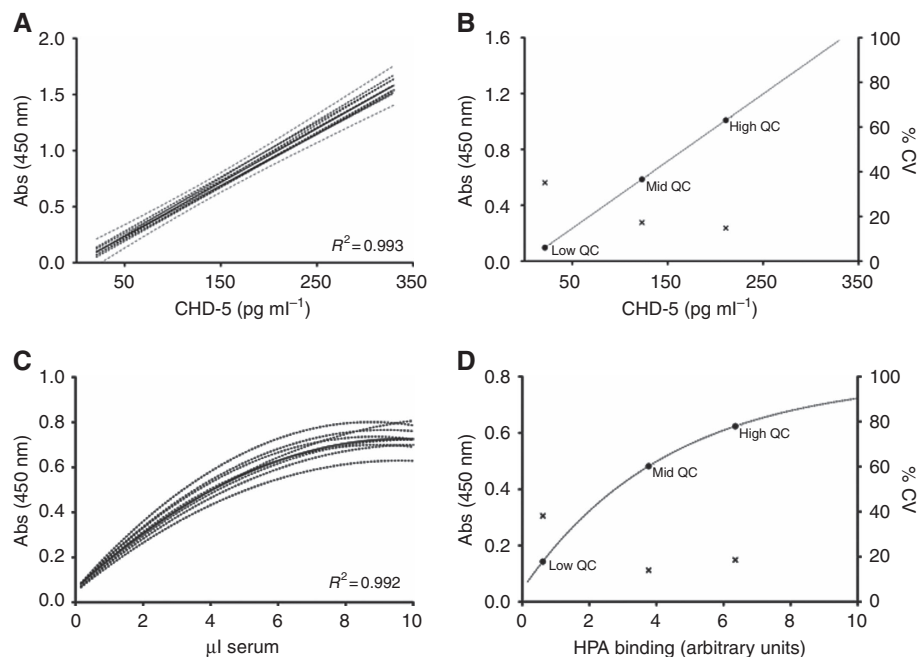 A
2.0
1.5
1.0
0.5
0.0
Abs (450 nm)
50
150
250
350
CHD-5 (pg ml⁻¹)
R² = 0.993
B
1.6
1.2
0.8
0.4
0.0
Abs (450 nm)
100
80
60
40
20
0
% CV
High QC
Mid QC
Low QC
50
150
250
350
CHD-5 (pg ml⁻¹)
C
1.0
0.8
0.6
0.4
0.2
0.0
Abs (450 nm)
0
2
4
6
8
10
µl serum
R² = 0.992
D
0.8
0.6
0.4
0.2
0.0
Abs (450 nm)
100
80
60
40
20
0
% CV
High QC
Mid QC
Low QC
0
2
4
6
8
10
HPA binding (arbitrary units)